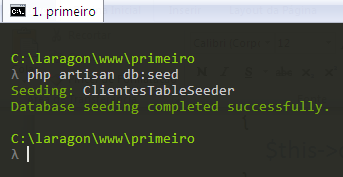 1. primeiro
C:\laragon\www\primeiro
λ php artisan db:seed
Seeding: ClientesTableSeeder
Database seeding completed successfully.
C:\laragon\www\primeiro
λ